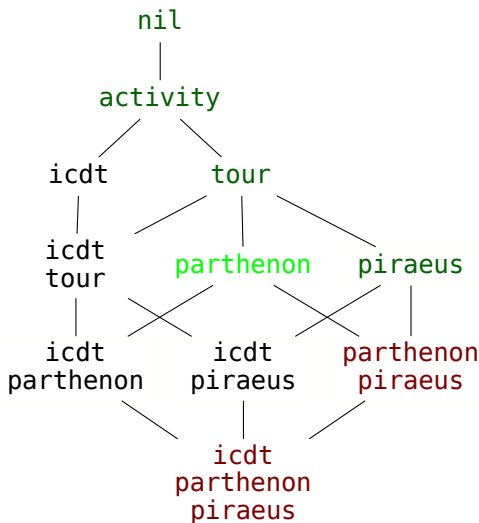 nil
activity
icdt
tour
icdt
tour
parthenon
piraeus
icdt
parthenon
icdt
piraeus
parthenon
piraeus
icdt
parthenon
piraeus